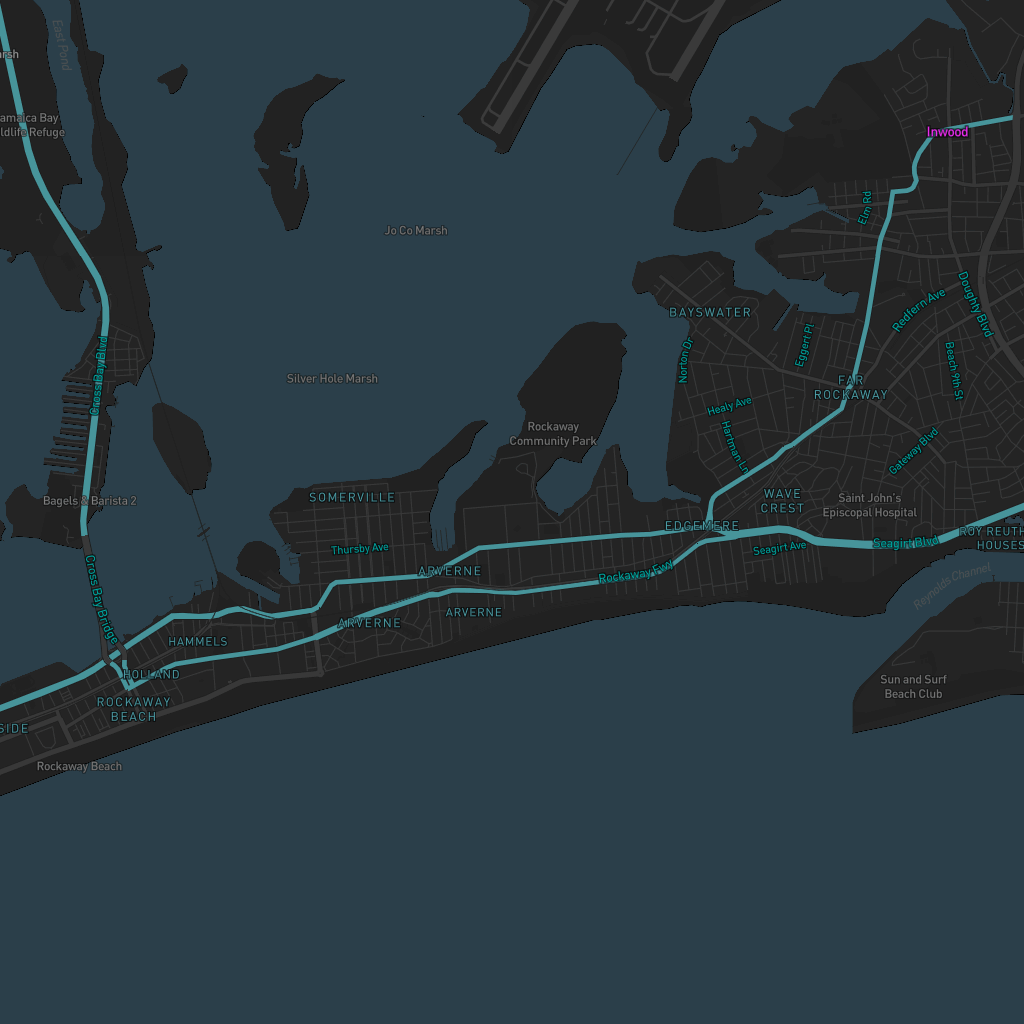 East Pond
arsh
amaica Bay
ldlife Refuge
Inwood
Elm Rd
Jo Co Marsh
Redfern Ave
Doughty Blvd
BAYSWATER
Eggert Pl
Norton Dr
Beach 9th St
Cross Bay Blvd
Silver Hole Marsh
FAR
ROCKAWAY
Healy Ave
Hartman Ln
Rockaway
Community Park
Gateway Blvd
Bagels & Barista 2
SOMERVILLE
WAVE
CREST
Saint John's
Episcopal Hospital
EDGEMERE
ROY REUTH
HOUSES
Seagirt Blvd
Seagirt Ave
Thursby Ave
ARVERNE
Rockaway Fwy
Reynolds Channel
Cross Bay Bridge
ARVERNE
ARVERNE
HAMMELS
HOLLAND
Sun and Surf
Beach Club
ROCKAWAY
BEACH
SIDE
Rockaway Beach